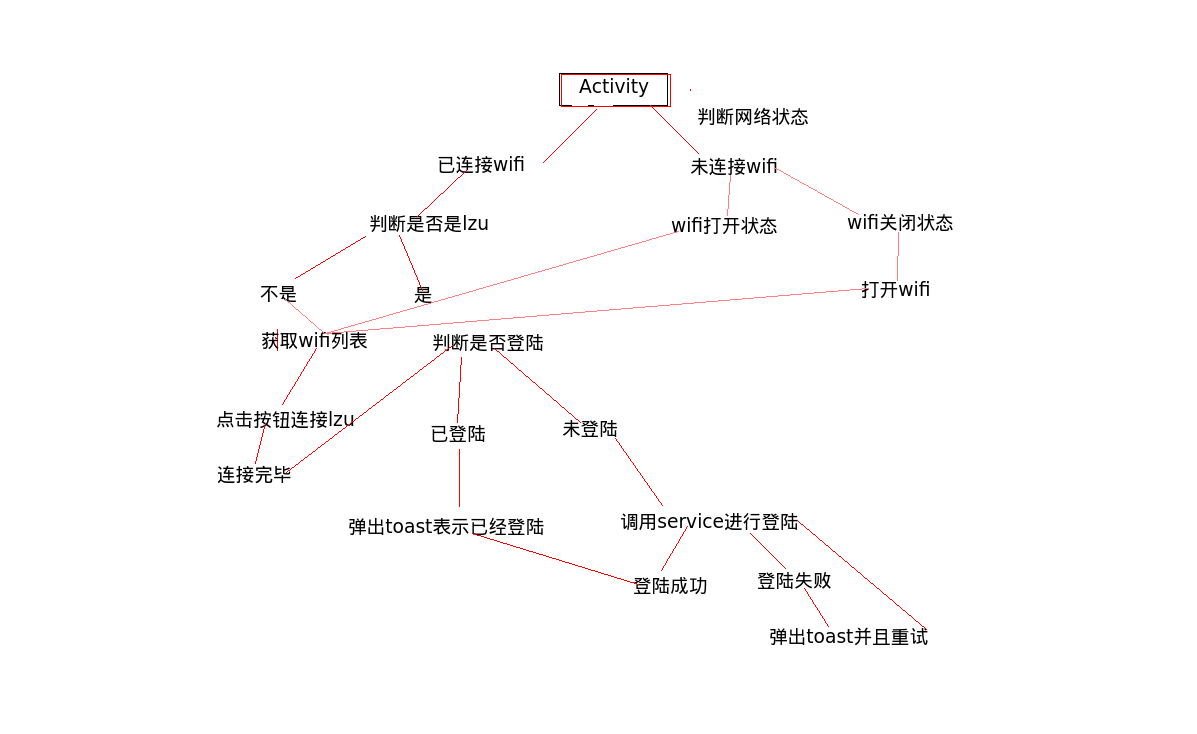 Activity
判断网络状态
已连接wifi
未连接wifi
判断是否是lzu
wifi打开状态
wifi关闭状态
不是
是
打开wifi
获取wifi列表
判断是否登陆
点击按钮连接lzu
已登陆
未登陆
连接完毕
弹出toast表示已经登陆
调用service进行登陆
登陆成功
登陆失败
弹出toast并且重试